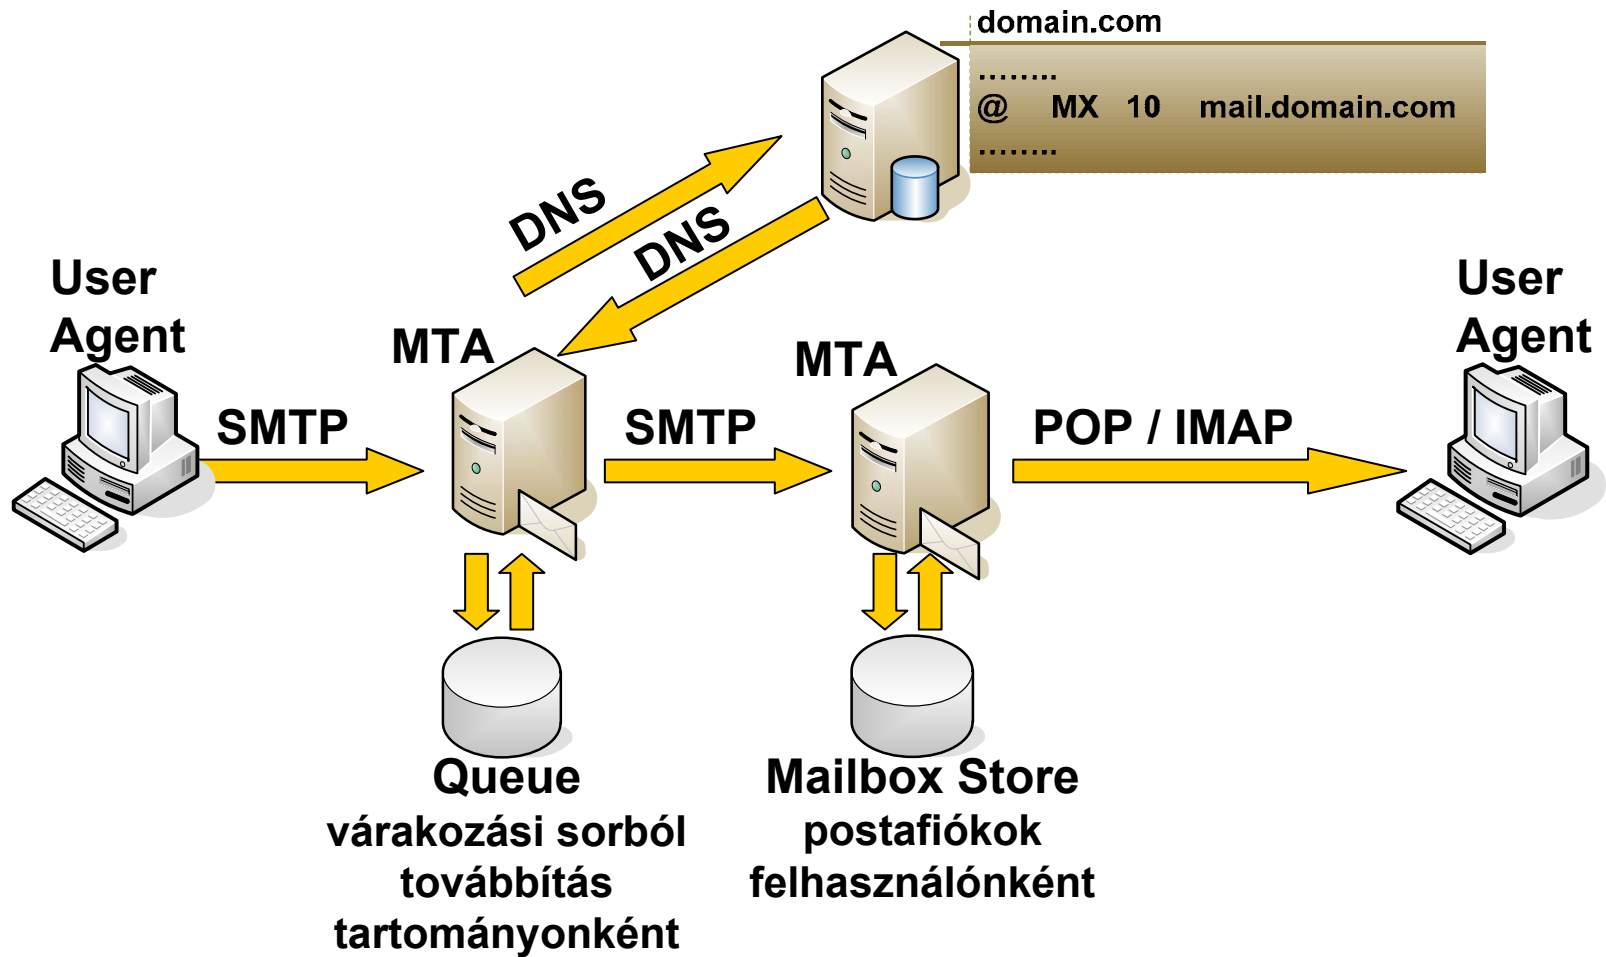 domain.com
........
@ MX 10 mail.domain.com
........
DNS
DNS
User
Agent
User
Agent
MTA
MTA
SMTP
SMTP
POP / IMAP
Queue
várakozási sorból
továbbítás
tartományonként
Mailbox Store
postafiókok
felhasználónként